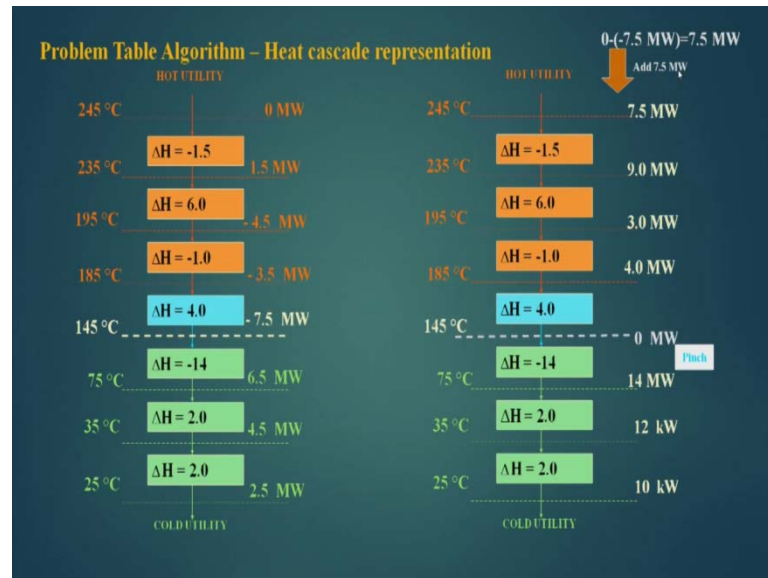 0-(-7.5 MW)=7.5 MW
Problem Table Algorithm – Heat cascade representation
Add 7.5 MW
HOT UTILITY
245 °C 0 MW
ΔH = -1.5
235 °C 1.5 MW
ΔH = 6.0
195 °C - 4.5 MW
ΔH = -1.0
185 °C - 3.5 MW
ΔH = 4.0
145 °C - 7.5 MW
ΔH = -14
75 °C 6.5 MW
ΔH = 2.0
35 °C 4.5 MW
ΔH = 2.0
25 °C 2.5 MW
COLD UTILITY
HOT UTILITY
245 °C 7.5 MW
ΔH = -1.5
235 °C 9.0 MW
ΔH = 6.0
195 °C 3.0 MW
ΔH = -1.0
185 °C 4.0 MW
ΔH = 4.0
145 °C 0 MW
Pinch
ΔH = -14
75 °C 14 MW
ΔH = 2.0
35 °C 12 kW
ΔH = 2.0
25 °C 10 kW
COLD UTILITY